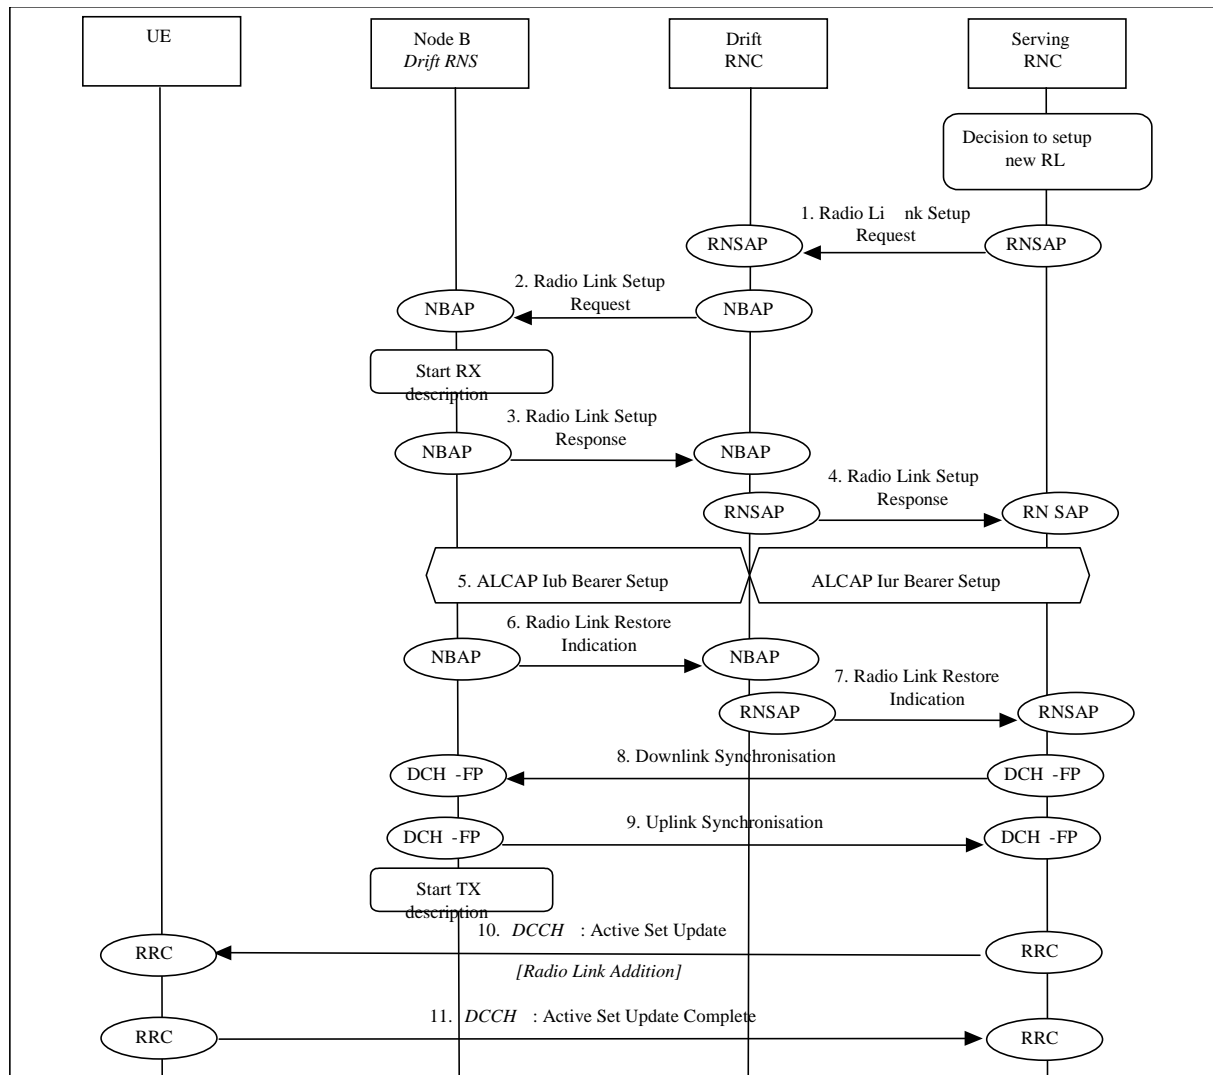 UE
Node B
Drift RNS
Drift
RNC
Serving
RNC
Decision to setup
new RL
1. Radio Li nk Setup
Request
RNSAP
RNSAP
2. Radio Link Setup
Request
NBAP
NBAP
Start RX
description
3. Radio Link Setup
Response
NBAP
NBAP
4. Radio Link Setup
Response
RNSAP
RN SAP
5. ALCAP Iub Bearer Setup
ALCAP Iur Bearer Setup
6. Radio Link Restore
Indication
NBAP
NBAP
7. Radio Link Restore
Indication
RNSAP
RNSAP
8. Downlink Synchronisation
DCH -FP
DCH -FP
9. Uplink Synchronisation
DCH -FP
DCH -FP
Start TX
description
10. DCCH : Active Set Update
RRC
RRC
[Radio Link Addition]
11. DCCH : Active Set Update Complete
RRC
RRC